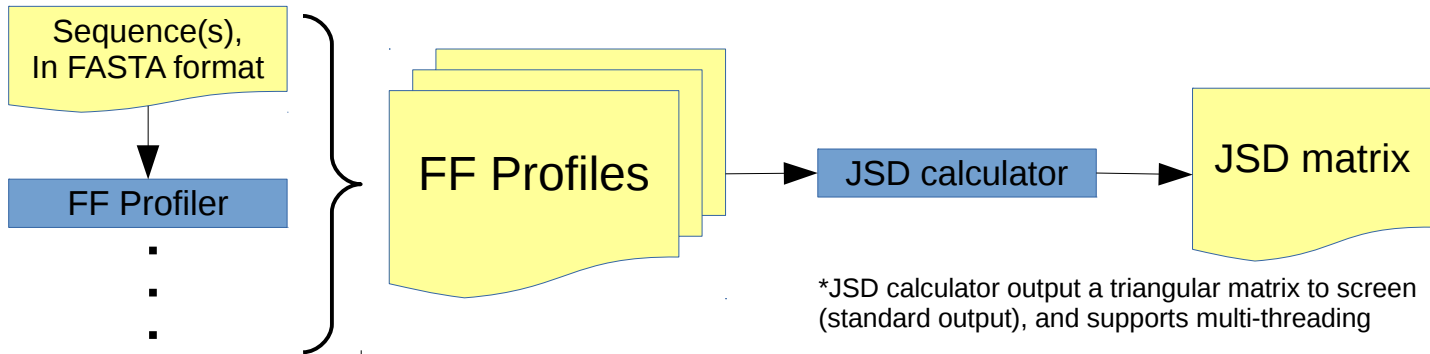 Sequence(s),
In FASTA format
FF Profiler
FF Profiles
JSD calculator
JSD matrix
*JSD calculator output a triangular matrix to screen
(standard output), and supports multi-threading